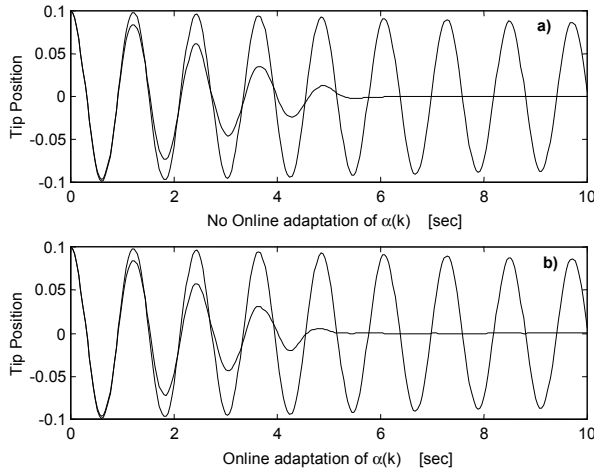 0.1
a)
0.05
0
-0.05
-0.1
Tip Position
0 2 4 6 8 10
No Online adaptation of α(k) [sec]
0.1
b)
0.05
0
-0.05
-0.1
Tip Position
0 2 4 6 8 10
Online adaptation of α(k) [sec]